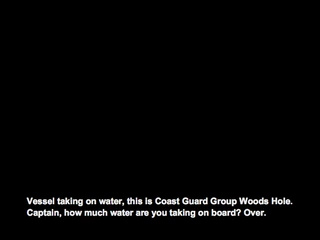 Vessel taking on water, this is Coast Guard Group Woods Hole.
Captain, how much water are you taking on board? Over.